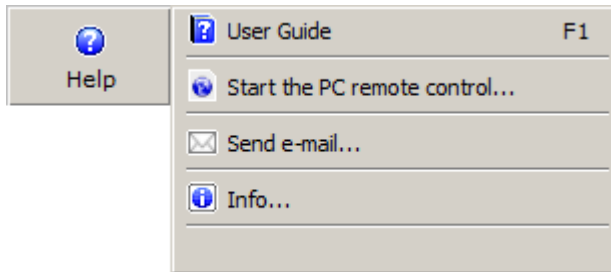 Help
User Guide F1
Start the PC remote control...
Send e-mail...
Info...